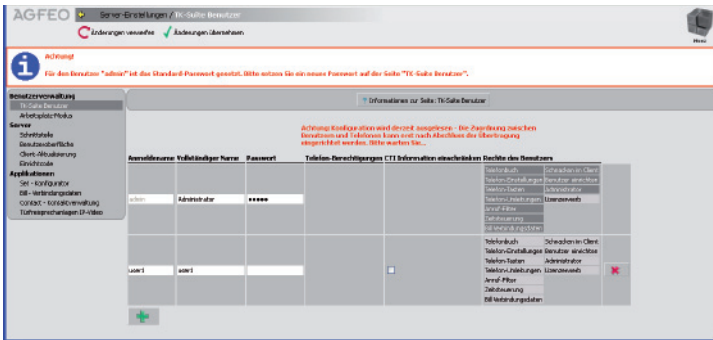 AGFEO
Server-Einstellungen / TK-Suite Benutzer
Änderungen verwerfen
Änderungen übernehmen
Home
Achtung!
Für den Benutzer "admin" ist das Standard-Passwort gesetzt. Bitte setzen Sie ein neues Passwort auf der Seite "TK-Suite Benutzer".
Benutzerverwaltung
TK-Suite Benutzer
Arbeitsplatz-Modus
Server
Schnittstelle
Benutzeroberfläche
Client-Aktualisierung
Einrichtcode
Applikationen
Set - Konfigurator
Bill - Verbindungsdaten
Contact - Kontaktverwaltung
Türfreisprechanlagen IP-Video
Informationen zur Seite: TK-Suite Benutzer
Achtung: Konfiguration wird derzeit ausgelesen - Die Zuordnung zwischen
Benutzern und Telefonen kann erst nach Abschluss der Übertragung
eingerichtet werden. Bitte warten Sie...
Anmeldename Vollständiger Name Passwort Telefon-Berechtigungen CTI Information einschränken Rechte des Benutzers
admin Administrator •••••
Telefonbuch Schwacken im Client
Telefon-Einstellungen Benutzer einrichten
Telefon-Tasten Administrator
Telefon-Umleitungen Lizenzerwerb
Anruf-Filter
Zeitsteuerung
Bill Verbindungsdaten
user1 user1
Telefonbuch Schwacken im Client
Telefon-Einstellungen Benutzer einrichten
Telefon-Tasten Administrator
Telefon-Umleitungen Lizenzerwerb
Anruf-Filter
Zeitsteuerung
Bill Verbindungsdaten